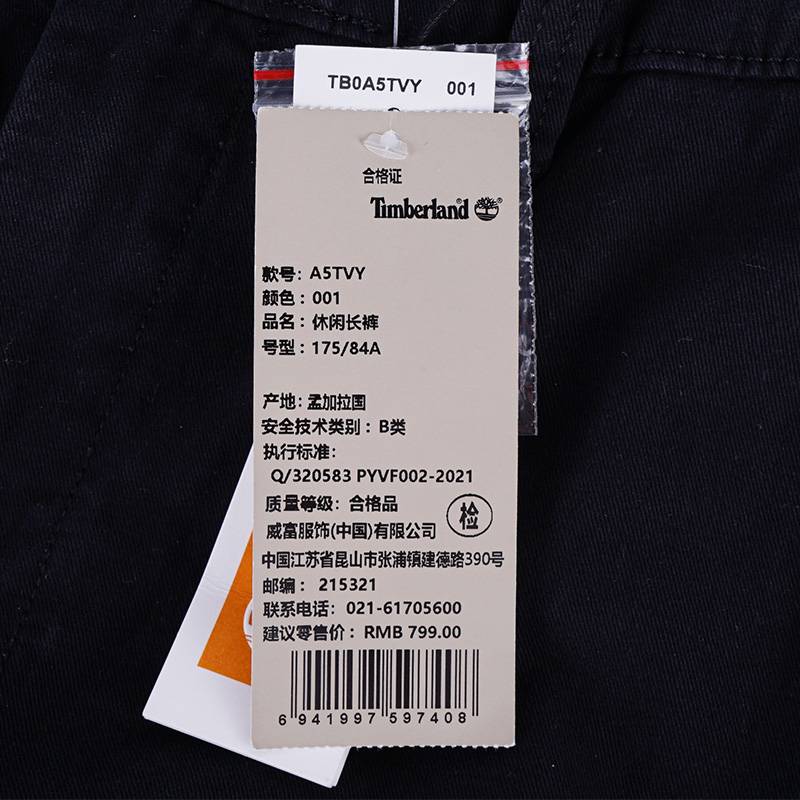 TB0A5TVY 001
合格证
Timberland
款号: A5TVY
颜色: 001
品名: 休闲长裤
号型: 175/84A
产地: 孟加拉国
安全技术类别: B类
执行标准:
Q/320583 PYVF002-2021
质量等级: 合格品
检
威富服饰(中国)有限公司
中国江苏省昆山市张浦镇建德路390号
邮编: 215321
联系电话: 021-61705600
建议零售价: RMB 799.00
6 941997 597408